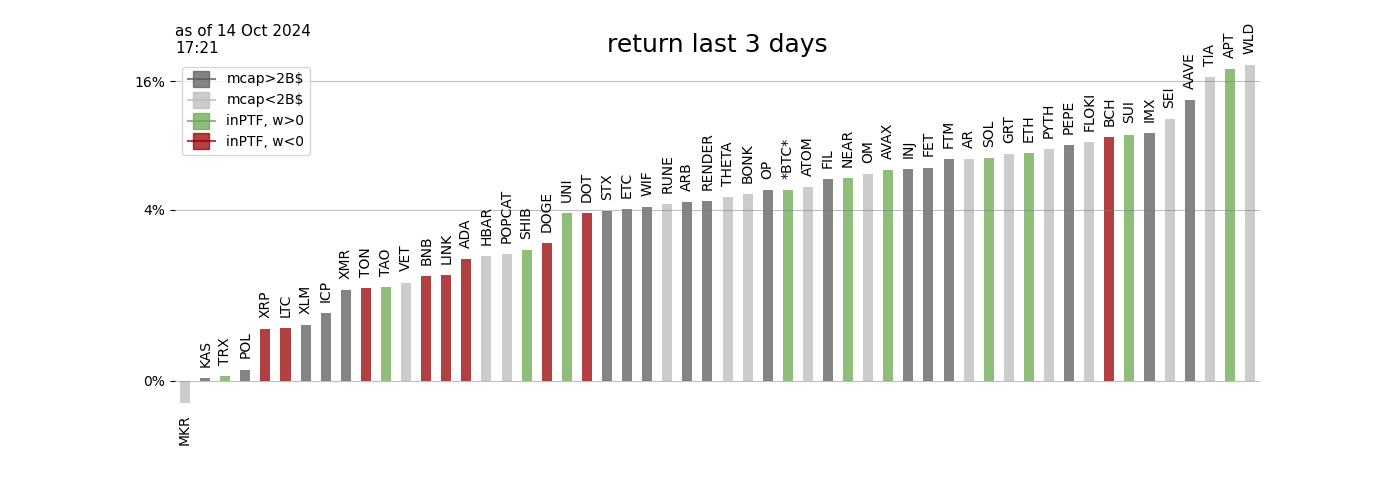 as of 14 Oct 2024
17:21
return last 3 days
mcap>2B$
mcap<2B$
inPTF, w>0
inPTF, w<0
16%
4%
0%
MKR
KAS
TRX
POL
XRP
LTC
XLM
ICP
XMR
TON
TAO
VET
BNB
LINK
ADA
HBAR
POPCAT
SHIB
DOGE
UNI
DOT
STX
ETC
WIF
RUNE
ARB
RENDER
THETA
BONK
OP
*BTC*
ATOM
FIL
NEAR
OM
AVAX
INJ
FET
FTM
AR
SOL
GRT
ETH
PYTH
PEPE
FLOKI
BCH
SUI
IMX
SEI
AAVE
TIA
APT
WLD